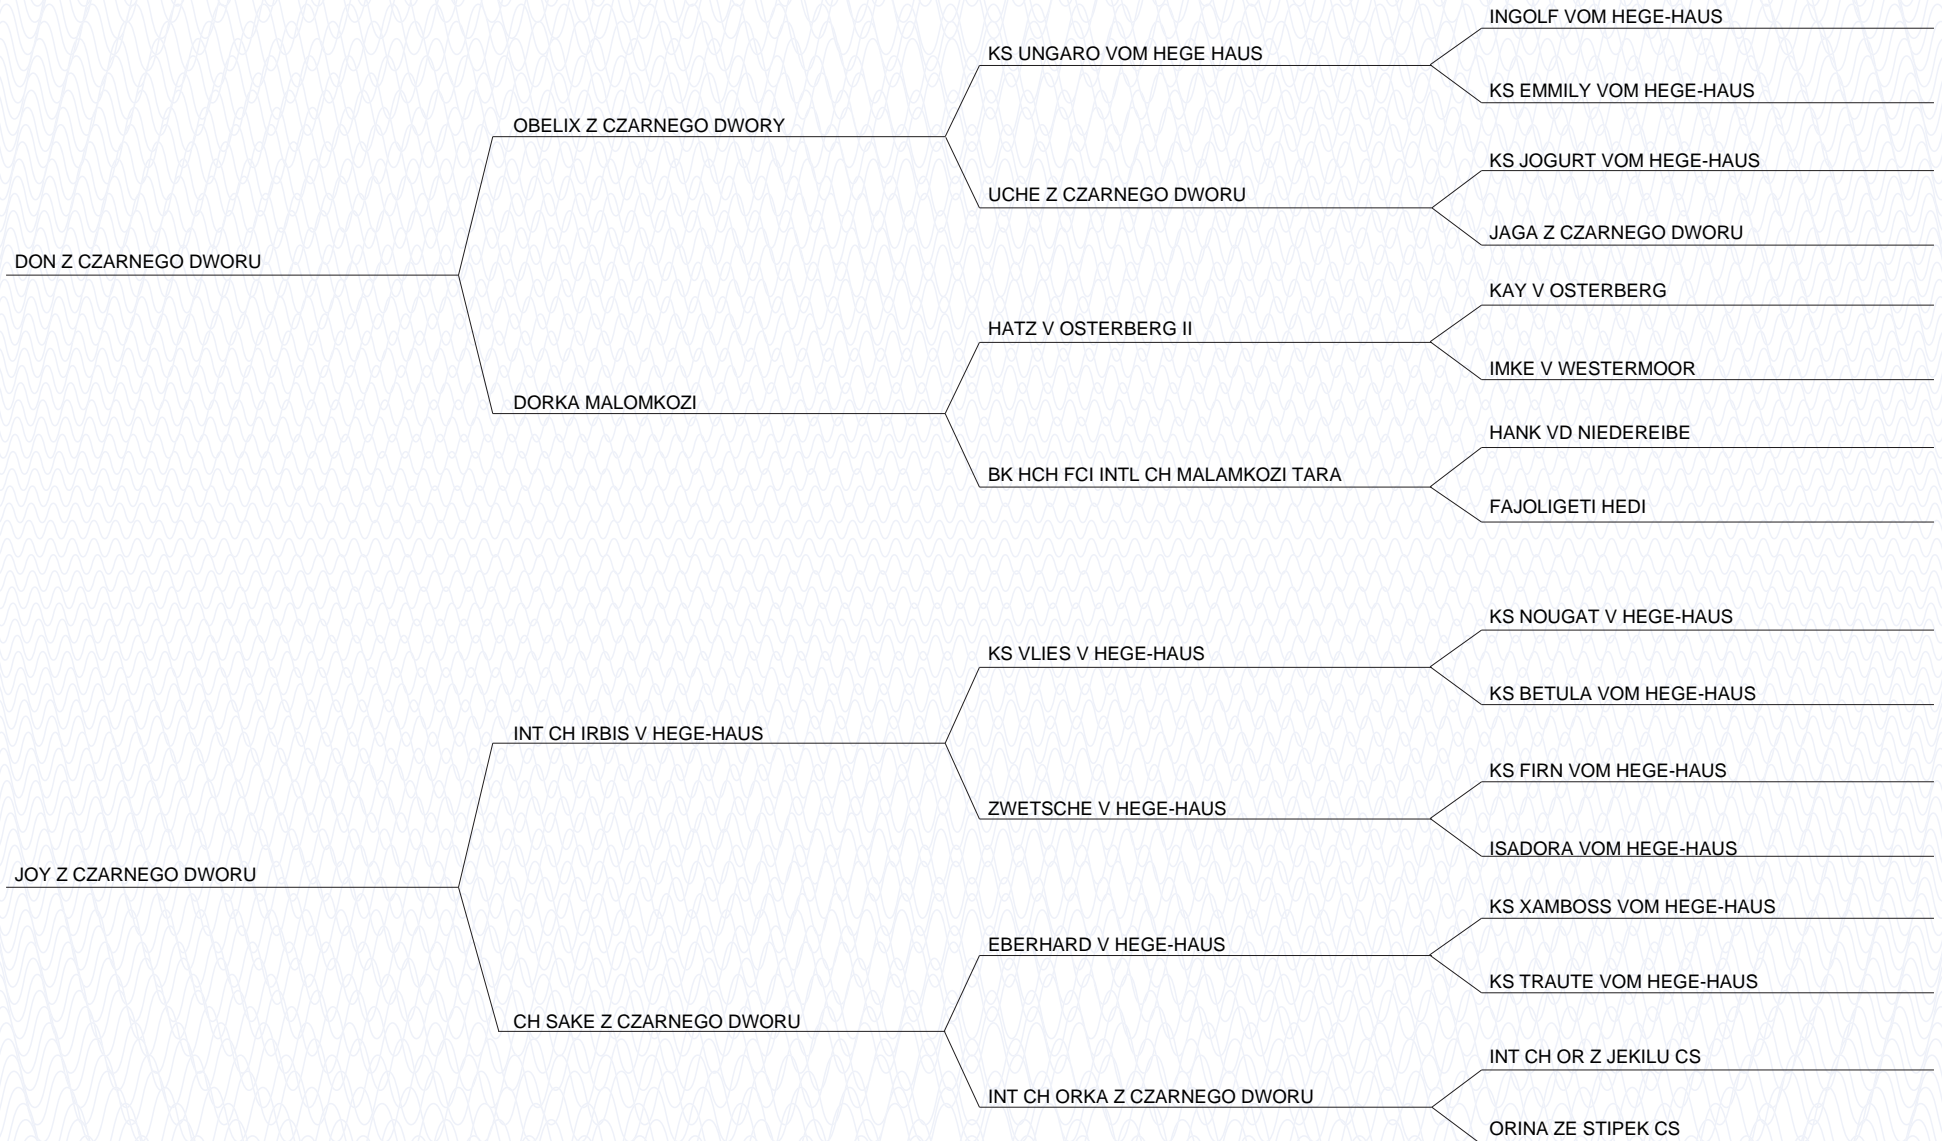 INGOLF VOM HEGE-HAUS
KS UNGARO VOM HEGE HAUS
KS EMMILY VOM HEGE-HAUS
OBELIX Z CZARNEGO DWORY
KS JOGURT VOM HEGE-HAUS
UCHE Z CZARNEGO DWORU
JAGA Z CZARNEGO DWORU
DON Z CZARNEGO DWORU
KAY V OSTERBERG
HATZ V OSTERBERG II
IMKE V WESTERMOOR
DORKA MALOMKOZI
HANK VD NIEDEREIBE
BK HCH FCI INTL CH MALAMKOZI TARA
FAJOLIGETI HEDI
KS NOUGAT V HEGE-HAUS
KS VLIES V HEGE-HAUS
KS BETULA VOM HEGE-HAUS
INT CH IRBIS V HEGE-HAUS
KS FIRN VOM HEGE-HAUS
ZWETSCHE V HEGE-HAUS
ISADORA VOM HEGE-HAUS
JOY Z CZARNEGO DWORU
KS XAMBOSS VOM HEGE-HAUS
EBERHARD V HEGE-HAUS
KS TRAUTE VOM HEGE-HAUS
CH SAKE Z CZARNEGO DWORU
INT CH OR Z JEKILU CS
INT CH ORKA Z CZARNEGO DWORU
ORINA ZE STIPEK CS